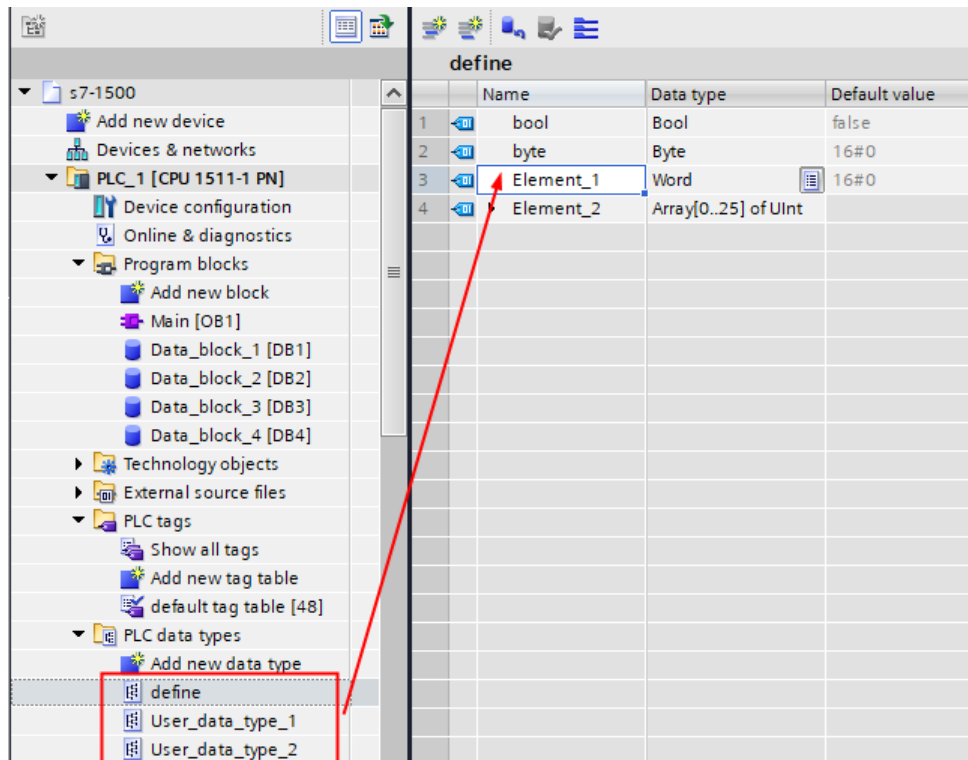 s7-1500
Add new device
Devices & networks
PLC_1 [CPU 1511-1 PN]
Device configuration
Online & diagnostics
Program blocks
Add new block
Main [OB1]
Data_block_1 [DB1]
Data_block_2 [DB2]
Data_block_3 [DB3]
Data_block_4 [DB4]
Technology objects
External source files
PLC tags
Show all tags
Add new tag table
default tag table [48]
PLC data types
Add new data type
define
User_data_type_1
User_data_type_2
define
Name Data type Default value
1 bool Bool false
2 byte Byte 16#0
3 Element_1 Word 16#0
4 Element_2 Array[0..25] of UInt